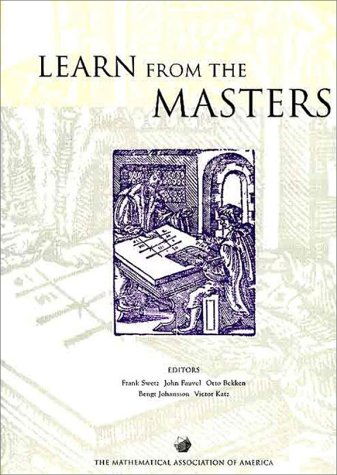 LEARN FROM THE
MASTERS
EDITORS
Frank Swetz John Fauvel Otto Bekken
Bengt Johansson Victor Katz
THE MATHEMATICAL ASSOCIATION OF AMERICA